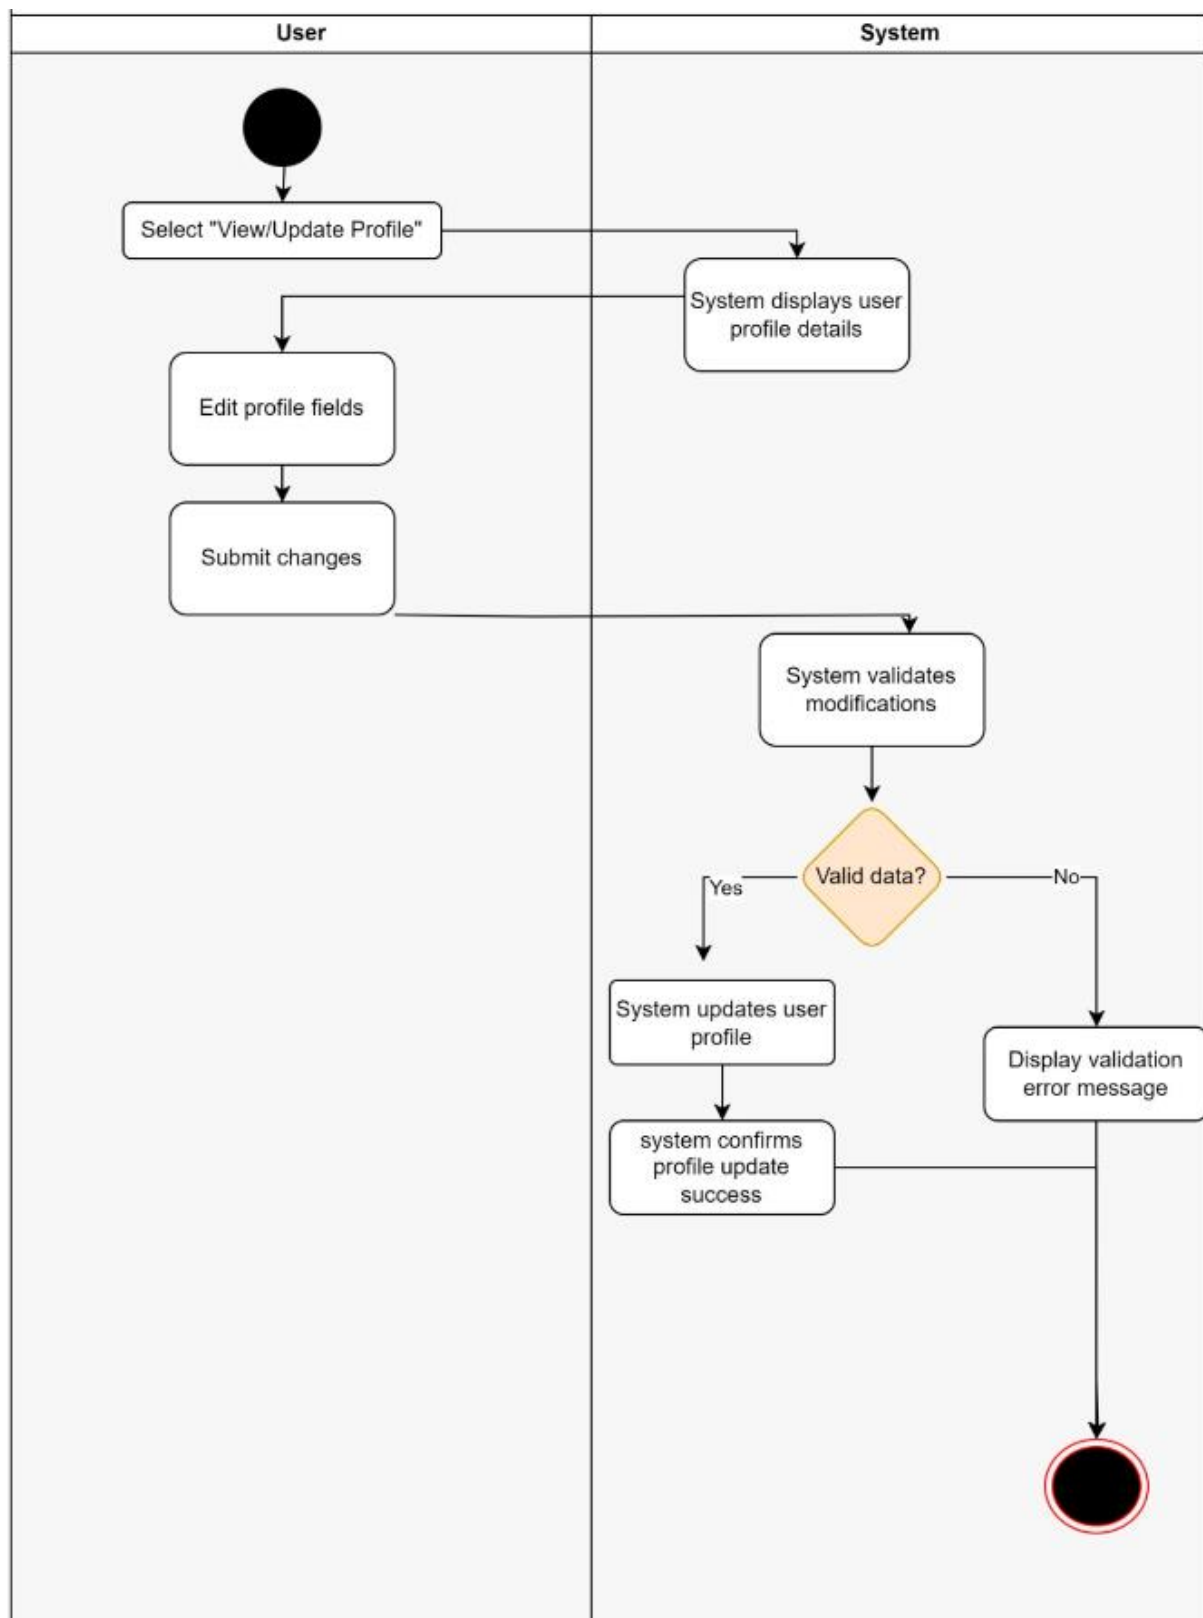 User
System
Select "View/Update Profile"
System displays user
profile details
Edit profile fields
Submit changes
System validates
modifications
Valid data?
Yes
No
System updates user
profile
Display validation
error message
system confirms
profile update
success